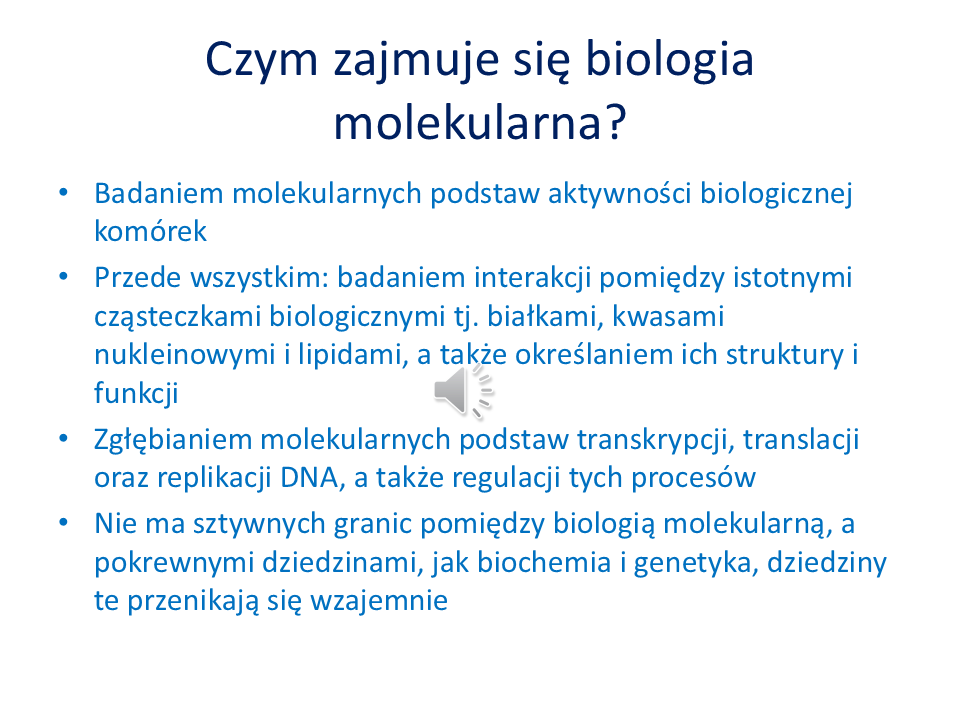 Czym zajmuje się biologia
molekularna?
• Badaniem molekularnych podstaw aktywności biologicznej
komórek
• Przede wszystkim: badaniem interakcji pomiędzy istotnymi
cząsteczkami biologicznymi tj. białkami, kwasami
nukleinowymi i lipidami, a także określaniem ich struktury i
funkcji
• Zgłębianiem molekularnych podstaw transkrypcji, translacji
oraz replikacji DNA, a także regulacji tych procesów
• Nie ma sztywnych granic pomiędzy biologią molekularną, a
pokrewnymi dziedzinami, jak biochemia i genetyka, dziedziny
te przenikają się wzajemnie